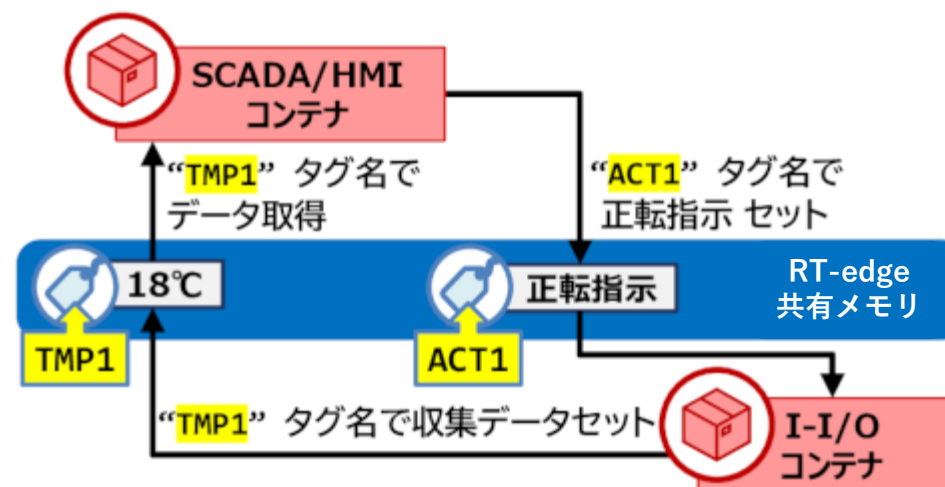 SCADA/HMI
コンテナ
“TMP1” タグ名で
データ取得
“ACT1” タグ名で
正転指示 セット
18℃
正転指示
RT-edge
共有メモリ
TMP1
ACT1
“TMP1” タグ名で収集データセット
I-I/O
コンテナ